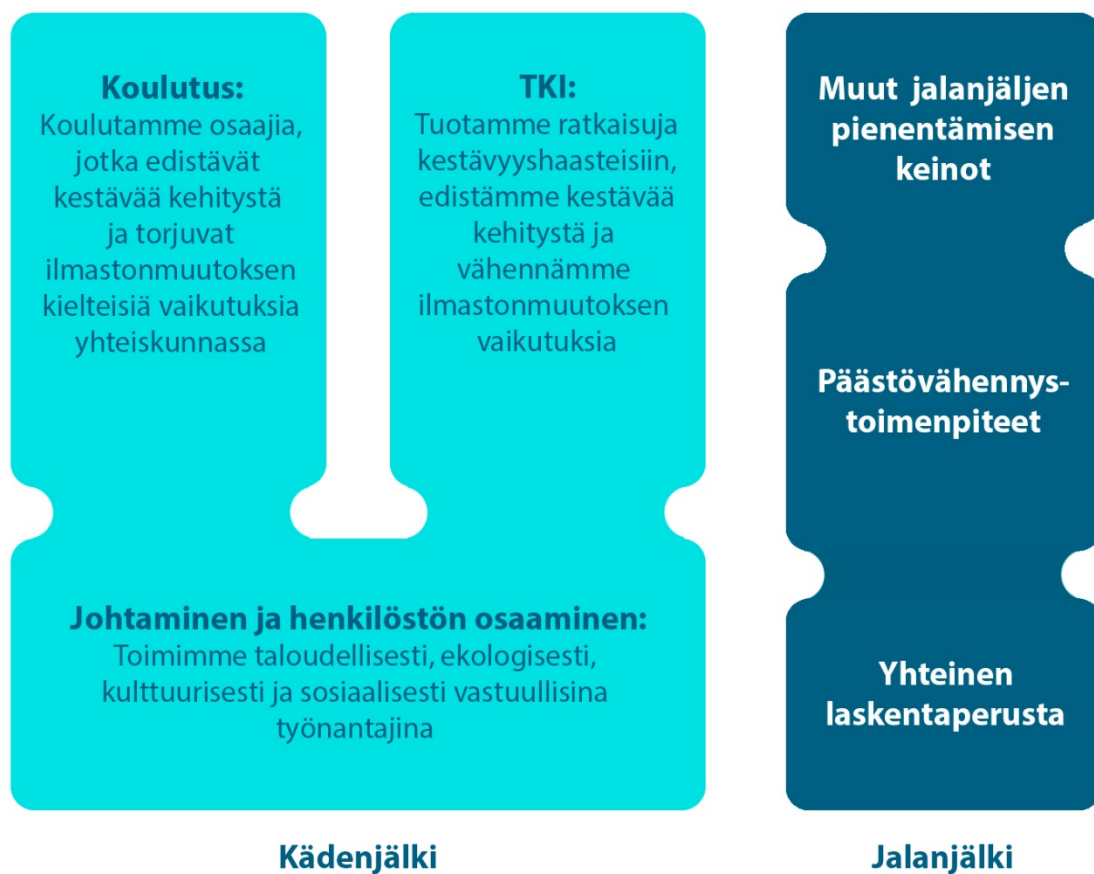 Koulutus:
Koulutamme osaajia,
jotka edistävät
kestävää kehitystä
ja torjuvat
ilmastonmuutoksen
kielteisiä vaikutuksia
yhteiskunnassa
TKI:
Tuotamme ratkaisuja
kestävyyshaasteisiin,
edistämme kestävää
kehitystä ja
vähennämme
ilmastonmuutoksen
vaikutuksia
Johtaminen ja henkilöstön osaaminen:
Toimimme taloudellisesti, ekologisesti,
kulttuurisesti ja sosiaalisesti vastuullisina
työnantajina
Kädenjälki
Muut jalanjäljen
pienentämisen
keinot
Päästövähennys-
toimenpiteet
Yhteinen
laskentaperusta
Jalanjälki